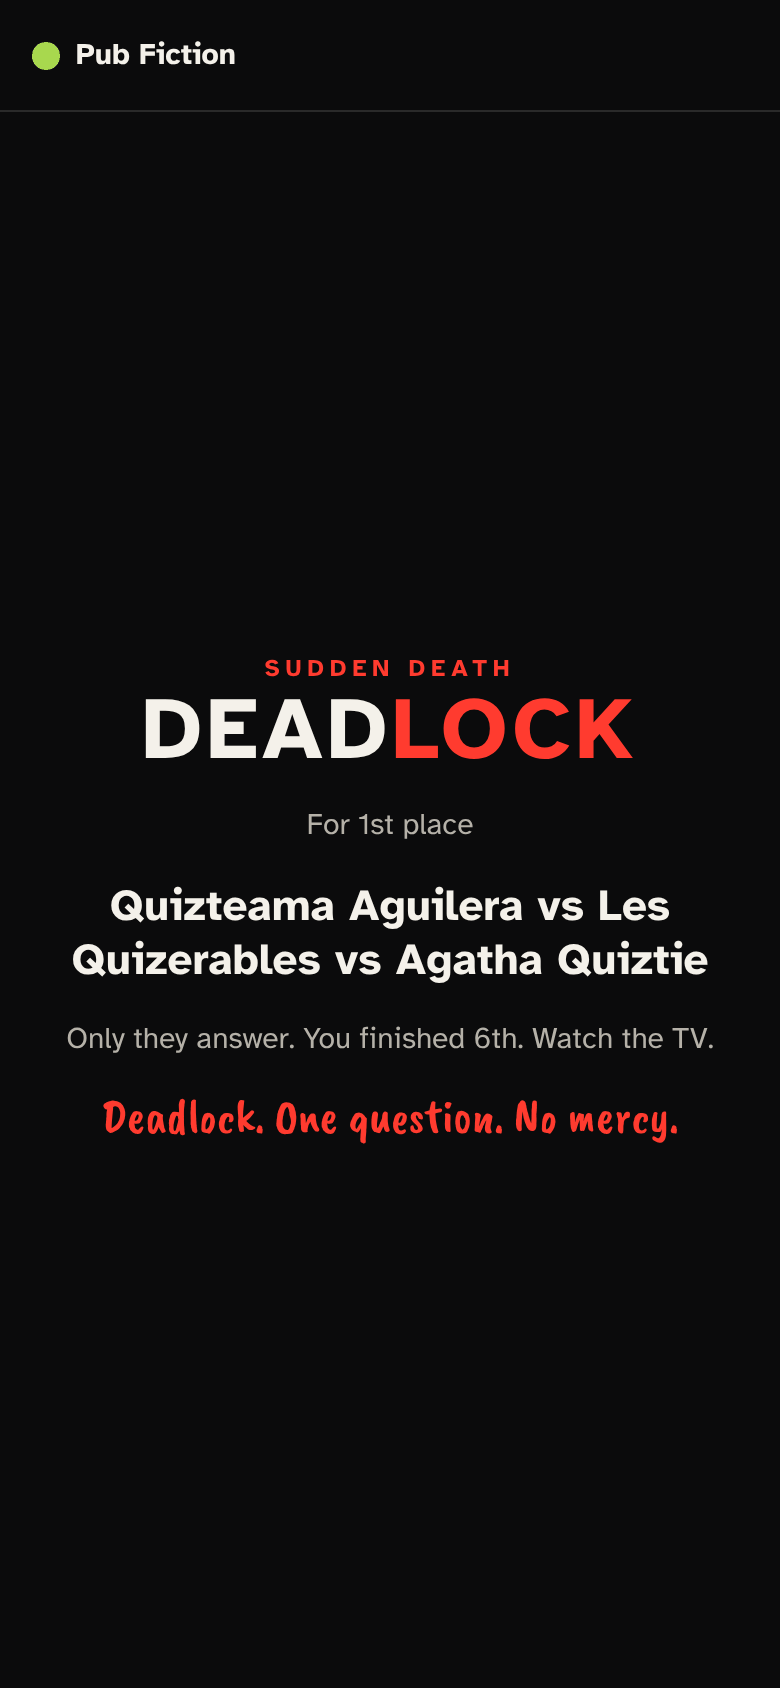 Pub Fiction
SUDDEN DEATH
DEADLOCK
For 1st place
Quizteama Aguilera vs Les
Quizerables vs Agatha Quiztie
Only they answer. You finished 6th. Watch the TV.
Deadlock. One question. No mercy.